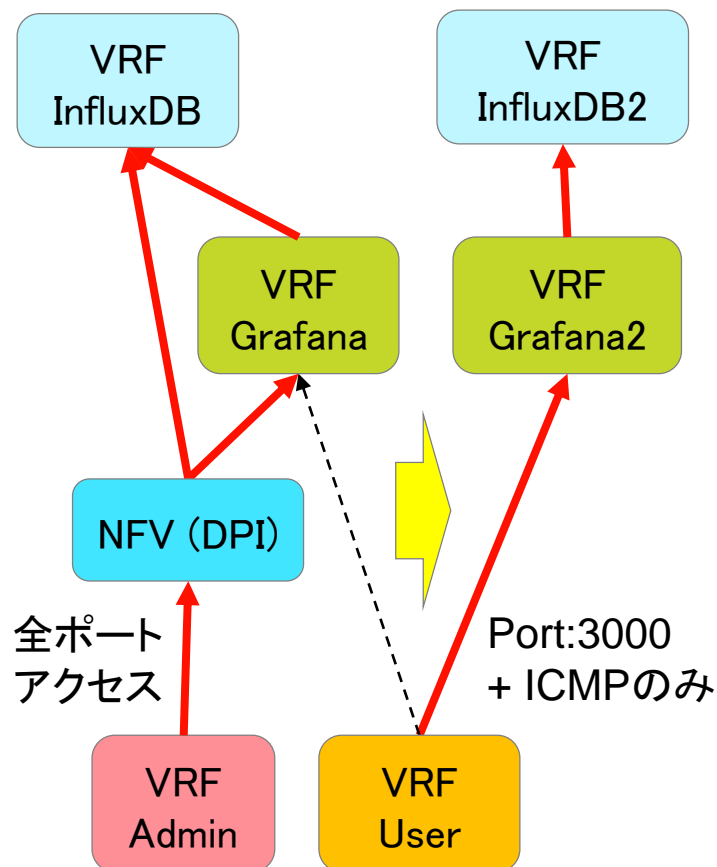 VRF
InfluxDB
VRF
InfluxDB2
VRF
Grafana
VRF
Grafana2
NFV (DPI)
全ポート
アクセス
Port:3000
+ ICMPのみ
VRF
Admin
VRF
User